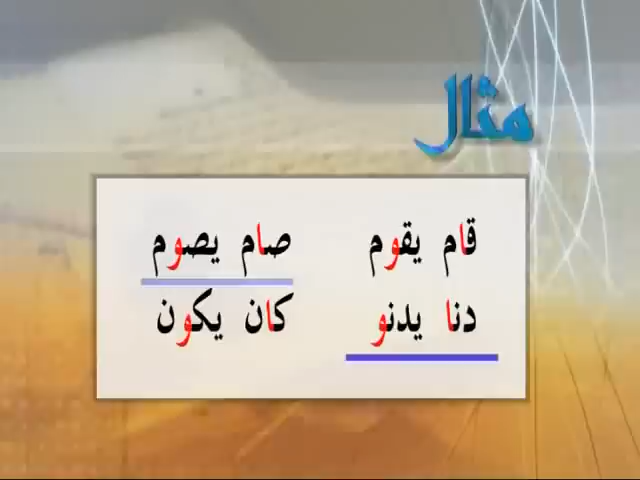 مثال
قام يقوم صام يصوم
دنا يدنو كان يكون